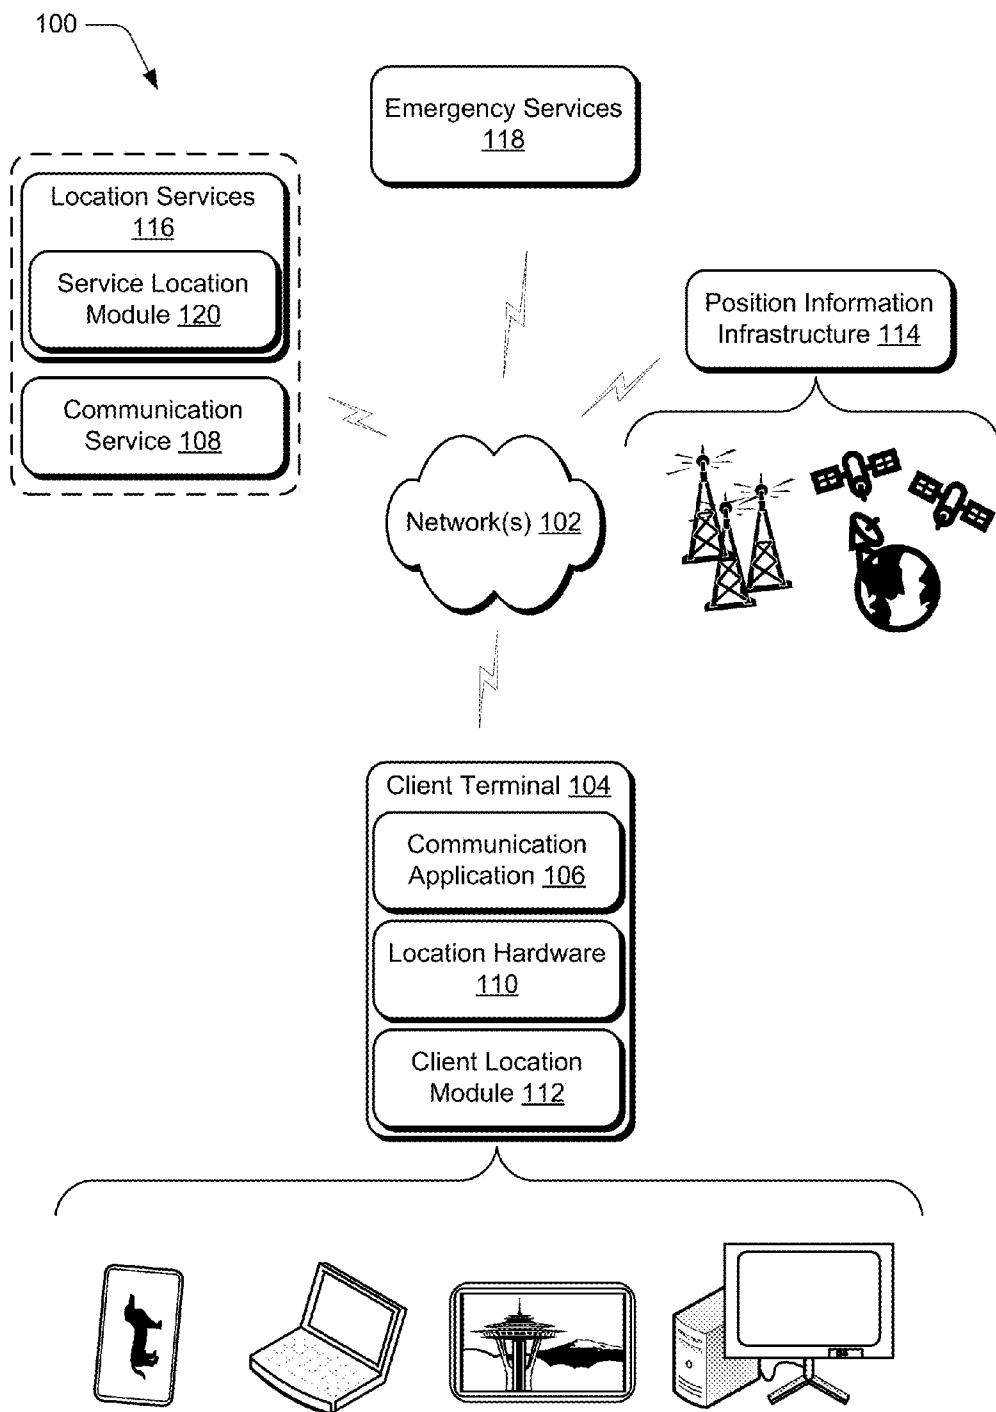 100
Emergency Services
118
Location Services
116
Service Location
Module 120
Communication
Service 108
Position Information
Infrastructure 114
Network(s) 102
Client Terminal 104
Communication
Application 106
Location Hardware
110
Client Location
Module 112